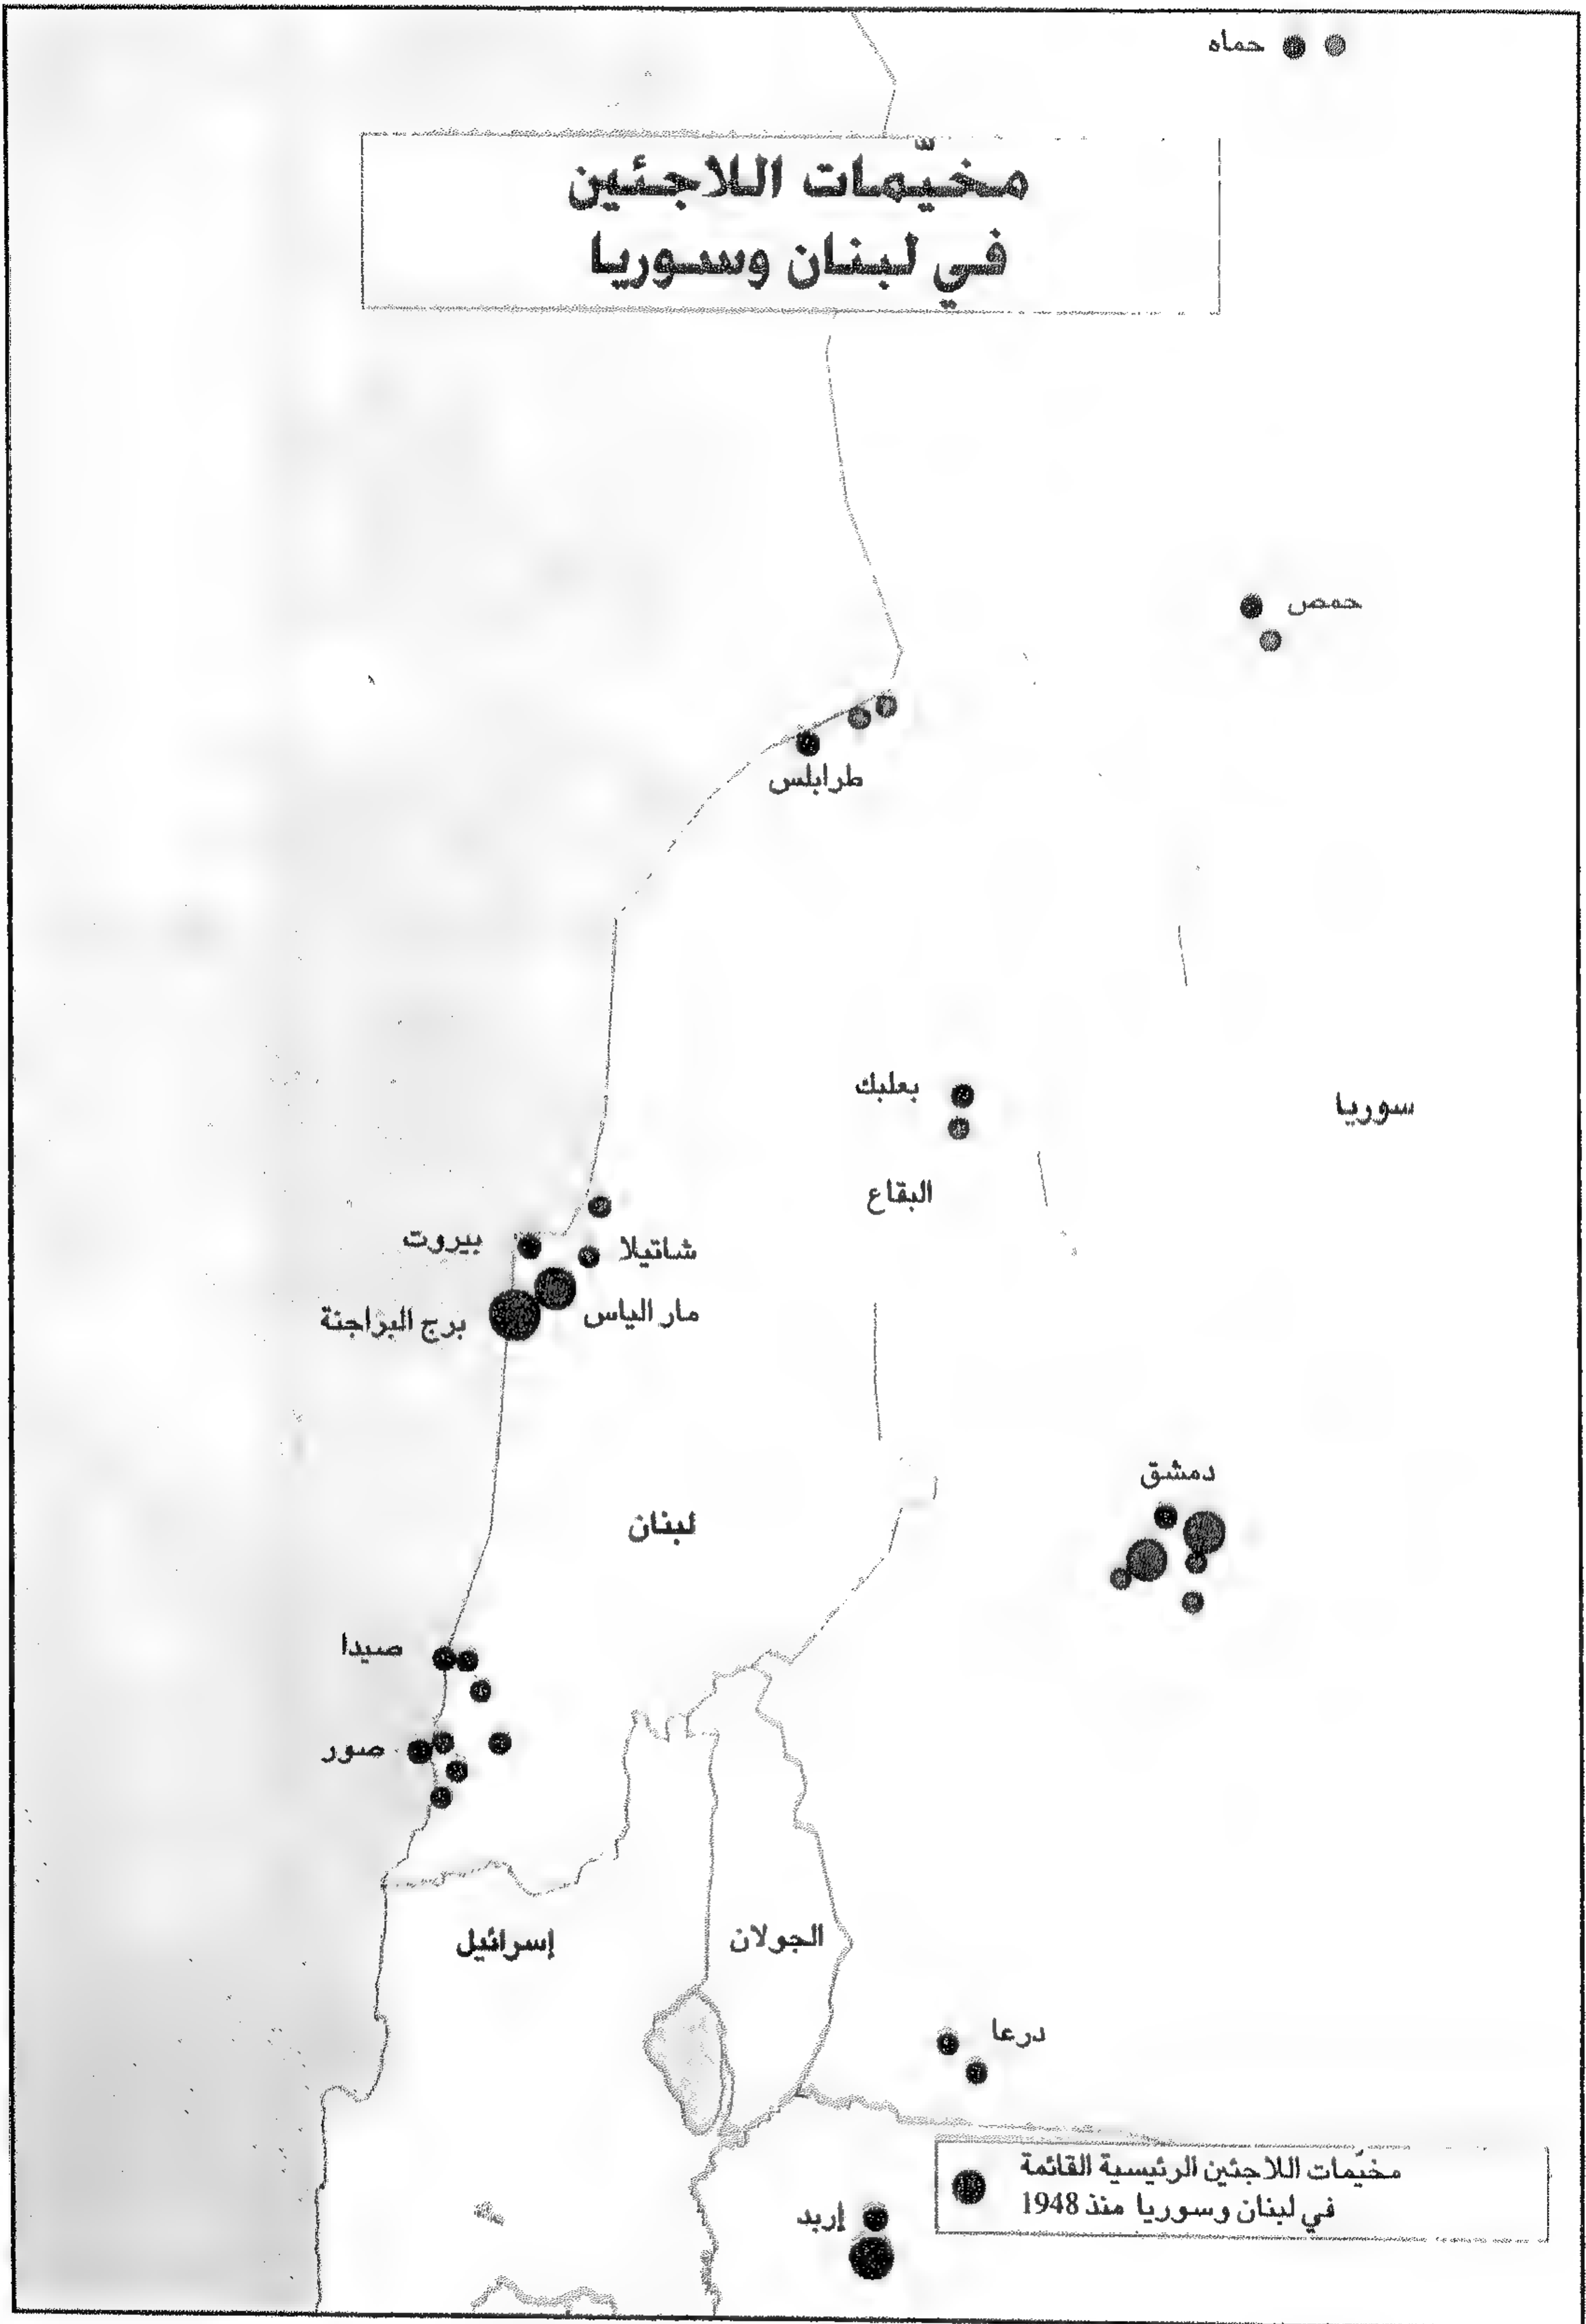 حماه
مخيّمات اللاجئين
في لبنان وسوريا
حمص
طرابلس
بعلبك
سوريا
البقاع
بيروت
شاتيلا
مار الياس
برج البراجنة
دمشق
لبنان
صيدا
صور
إسرائيل
الجولان
درعا
مخيّمات اللاجئين الرئيسية القائمة
في لبنان وسوريا منذ 1948
إربد